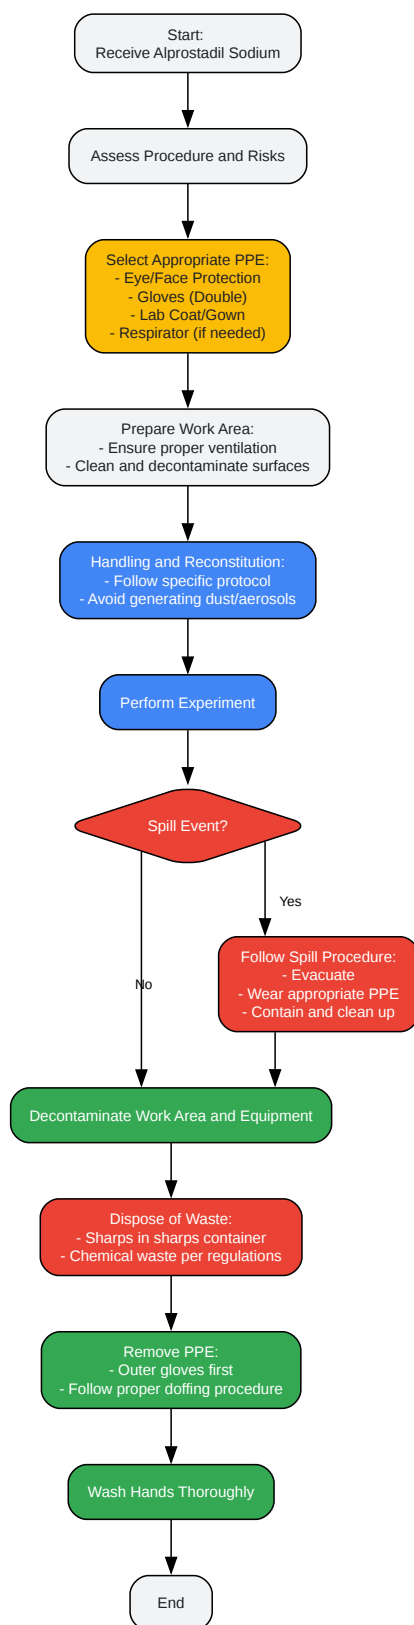 Start:
Receive Alprostadil Sodium
Assess Procedure and Risks
Select Appropriate PPE:
- Eye/Face Protection
- Gloves (Double)
- Lab Coat/Gown
- Respirator (if needed)
Prepare Work Area:
- Ensure proper ventilation
- Clean and decontaminate surfaces
Handling and Reconstitution:
- Follow specific protocol
- Avoid generating dust/aerosols
Perform Experiment
Spill Event?
Yes
Follow Spill Procedure:
- Evacuate
- Wear appropriate PPE
- Contain and clean up
No
Decontaminate Work Area and Equipment
Dispose of Waste:
- Sharps in sharps container
- Chemical waste per regulations
Remove PPE:
- Outer gloves first
- Follow proper doffing procedure
Wash Hands Thoroughly
End